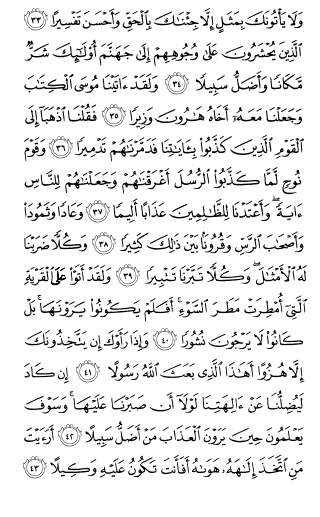 وَلَا يَأْتُونَكَ بِمَثَلٍ إِلَّا جِئْنَٰكَ بِٱلْحَقِّ وَأَحْسَنَ تَفْسِيرًا ٣٣
ٱلَّذِينَ يُحْشَرُونَ عَلَىٰ وُجُوهِهِمْ إِلَىٰ جَهَنَّمَ أُو۟لَٰٓئِكَ شَرٌّ
مَّكَانًا وَأَضَلُّ سَبِيلًا ٣٤ وَلَقَدْ ءَاتَيْنَا مُوسَى ٱلْكِتَٰبَ
وَجَعَلْنَا مَعَهُۥٓ أَخَاهُ هَٰرُونَ وَزِيرًا ٣٥ فَقُلْنَا ٱذْهَبَآ إِلَى
ٱلْقَوْمِ ٱلَّذِينَ كَذَّبُوا۟ بِـَٔايَٰتِنَا فَدَمَّرْنَٰهُمْ تَدْمِيرًا ٣٦ وَقَوْمَ
نُوحٍ لَّمَّا كَذَّبُوا۟ ٱلرُّسُلَ أَغْرَقْنَٰهُمْ وَجَعَلْنَٰهُمْ لِلنَّاسِ
ءَايَةً ۖ وَأَعْتَدْنَا لِلظَّٰلِمِينَ عَذَابًا أَلِيمًا ٣٧ وَعَادًا وَثَمُودَا۟
وَأَصْحَٰبَ ٱلرَّسِّ وَقُرُونًۢا بَيْنَ ذَٰلِكَ كَثِيرًا ٣٨ وَكُلًّا ضَرَبْنَا
لَهُ ٱلْأَمْثَٰلَ ۖ وَكُلًّا تَبَّرْنَا تَتْبِيرًا ٣٩ وَلَقَدْ أَتَوْا۟ عَلَى ٱلْقَرْيَةِ
ٱلَّتِىٓ أُمْطِرَتْ مَطَرَ ٱلسَّوْءِ ۚ أَفَلَمْ يَكُونُوا۟ يَرَوْنَهَا ۚ بَلْ
كَانُوا۟ لَا يَرْجُونَ نُشُورًا ٤٠ وَإِذَا رَأَوْكَ إِن يَتَّخِذُونَكَ
إِلَّا هُزُوًا أَهَٰذَا ٱلَّذِى بَعَثَ ٱللَّهُ رَسُولًا ٤١ إِن كَادَ
لَيُضِلُّنَا عَنْ ءَالِهَتِنَا لَوْلَآ أَن صَبَرْنَا عَلَيْهَا ۚ وَسَوْفَ
يَعْلَمُونَ حِينَ يَرَوْنَ ٱلْعَذَابَ مَنْ أَضَلُّ سَبِيلًا ٤٢ أَرَءَيْتَ
مَنِ ٱتَّخَذَ إِلَٰهَهُۥ هَوَىٰهُ أَفَأَنتَ تَكُونُ عَلَيْهِ وَكِيلًا ٤٣